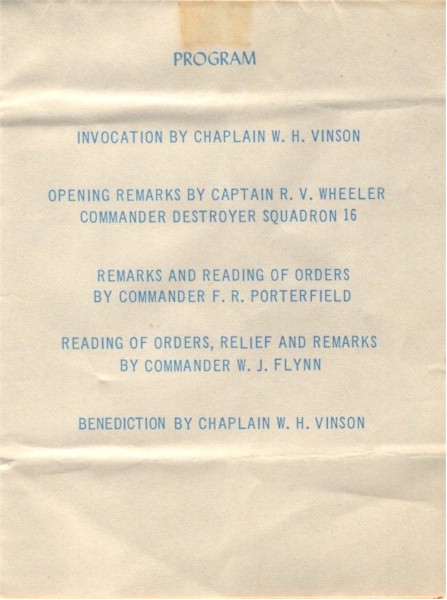 PROGRAM
INVOCATION BY CHAPLAIN W. H. VINSON
OPENING REMARKS BY CAPTAIN R. V. WHEELER
COMMANDER DESTROYER SQUADRON 16
REMARKS AND READING OF ORDERS
BY COMMANDER F. R. PORTERFIELD
READING OF ORDERS, RELIEF AND REMARKS
BY COMMANDER W. J. FLYNN
BENEDICTION BY CHAPLAIN W. H. VINSON